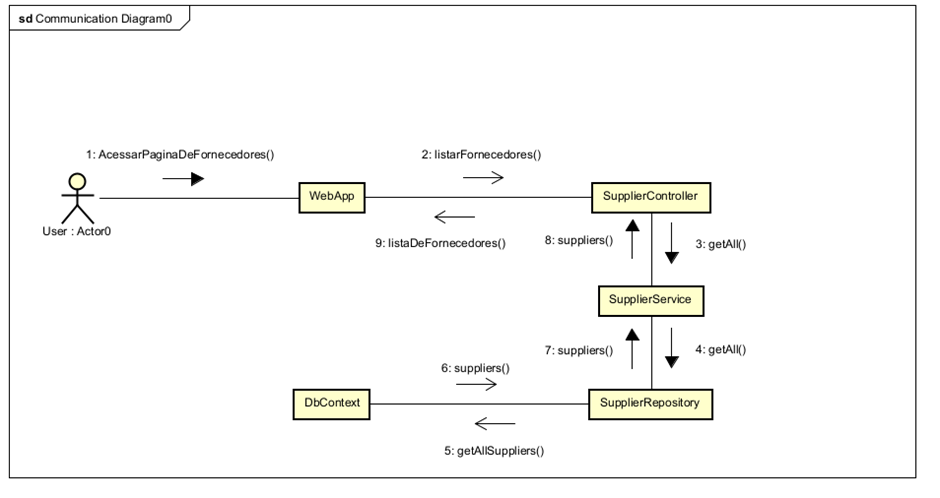 sd Communication Diagram0
1: AcessarPaginaDeFornecedores()
2: listarFornecedores()
WebApp
SupplierController
User : Actor0
9: listaDeFornecedores()
8: suppliers()
3: getAll()
SupplierService
7: suppliers()
4: getAll()
6: suppliers()
DbContext
SupplierRepository
5: getAllSuppliers()